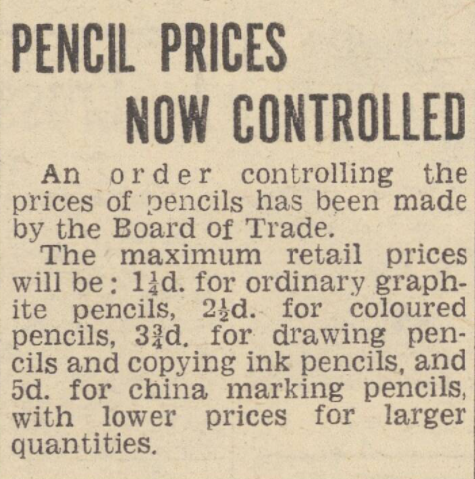 PENCIL PRICES
NOW CONTROLLED
An order controlling the
prices of pencils has been made
by the Board of Trade.
The maximum retail prices
will be: 1¼d. for ordinary graph-
ite pencils, 2½d. for coloured
pencils, 3¾d. for drawing pen-
cils and copying ink pencils, and
5d. for china marking pencils,
with lower prices for larger
quantities.